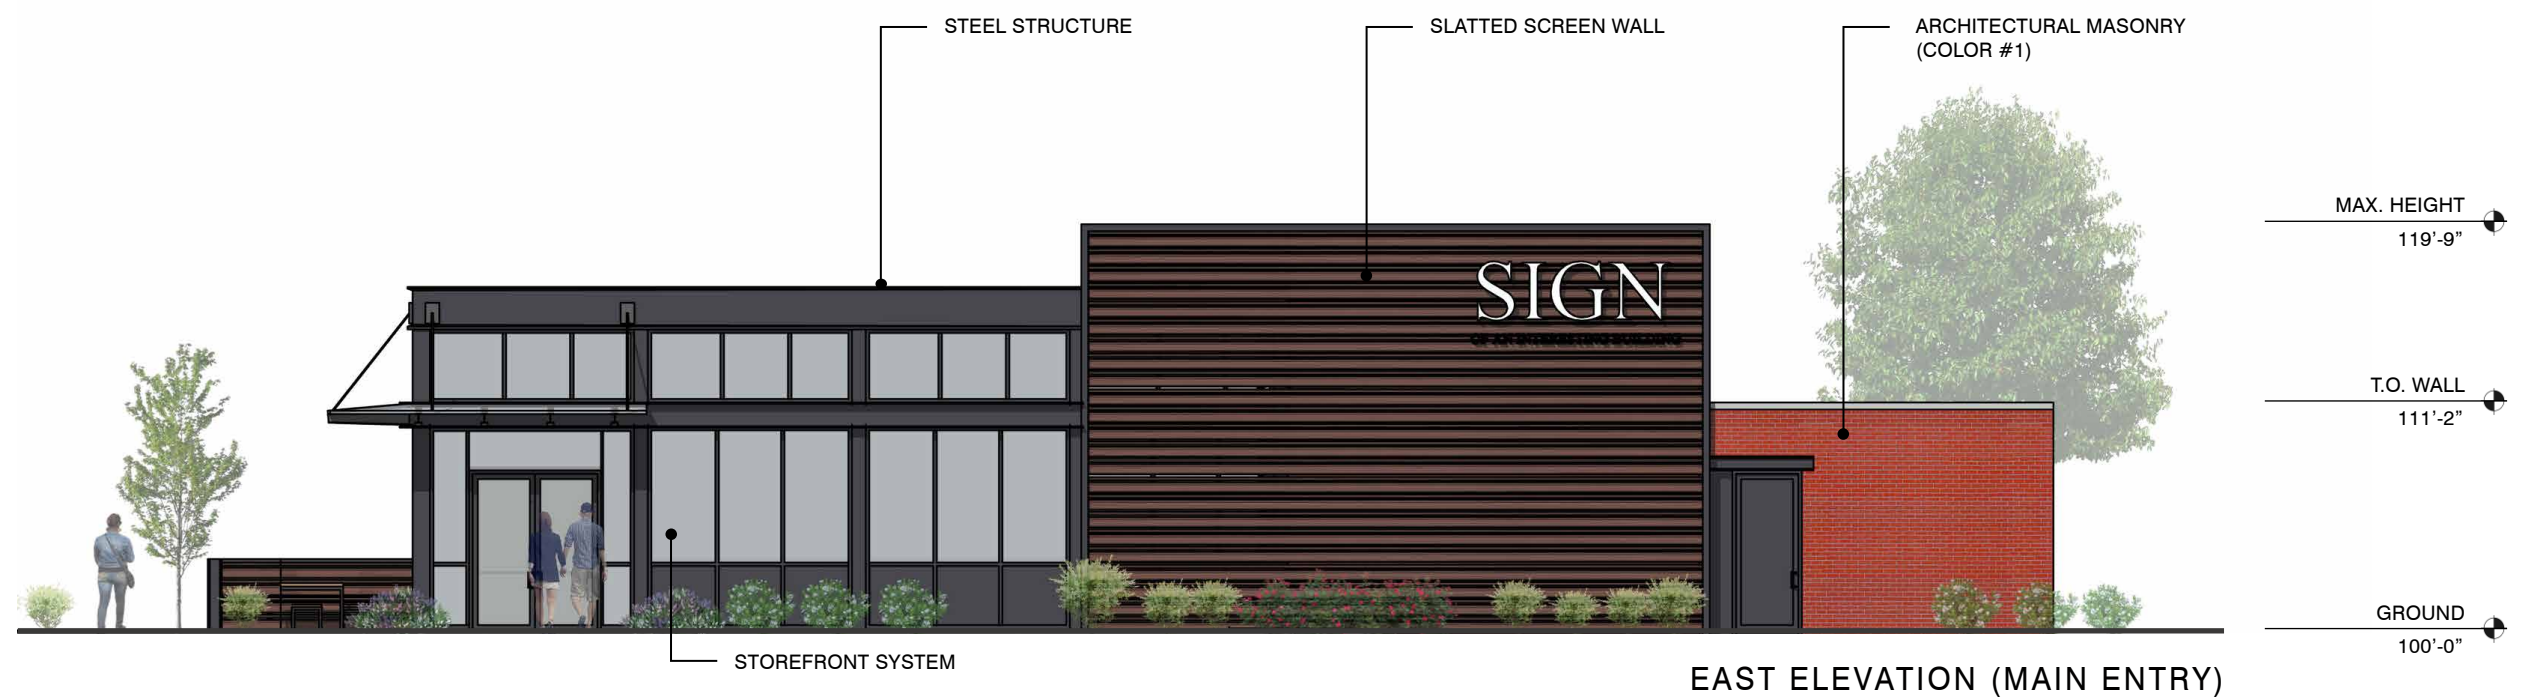 STEEL STRUCTURE
SLATTED SCREEN WALL
ARCHITECTURAL MASONRY
(COLOR #1)
MAX. HEIGHT
119’-9”
SIGN
T.O. WALL
111’-2”
GROUND
100’-0”
STOREFRONT SYSTEM
EAST ELEVATION (MAIN ENTRY)